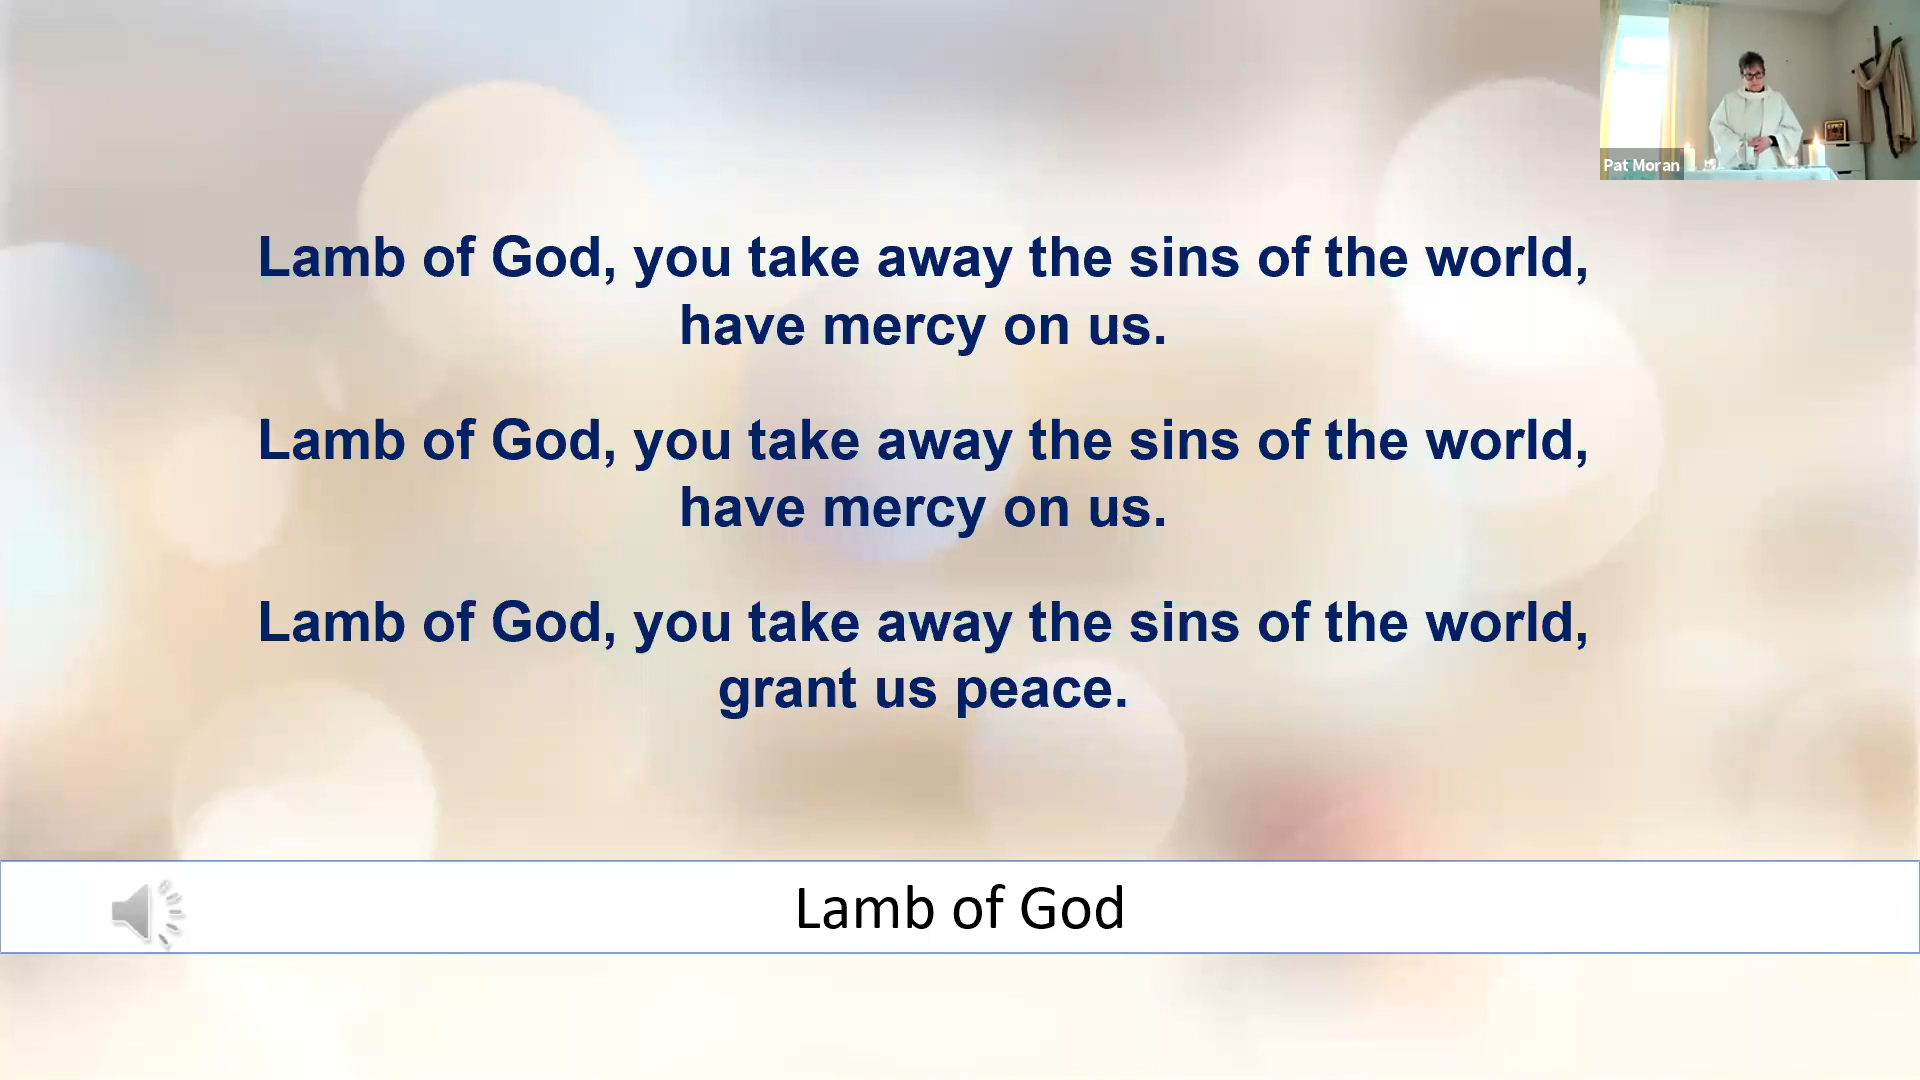 Pat Moran
Lamb of God, you take away the sins of the world,
have mercy on us.
Lamb of God, you take away the sins of the world,
have mercy on us.
Lamb of God, you take away the sins of the world,
grant us peace.
Lamb of God